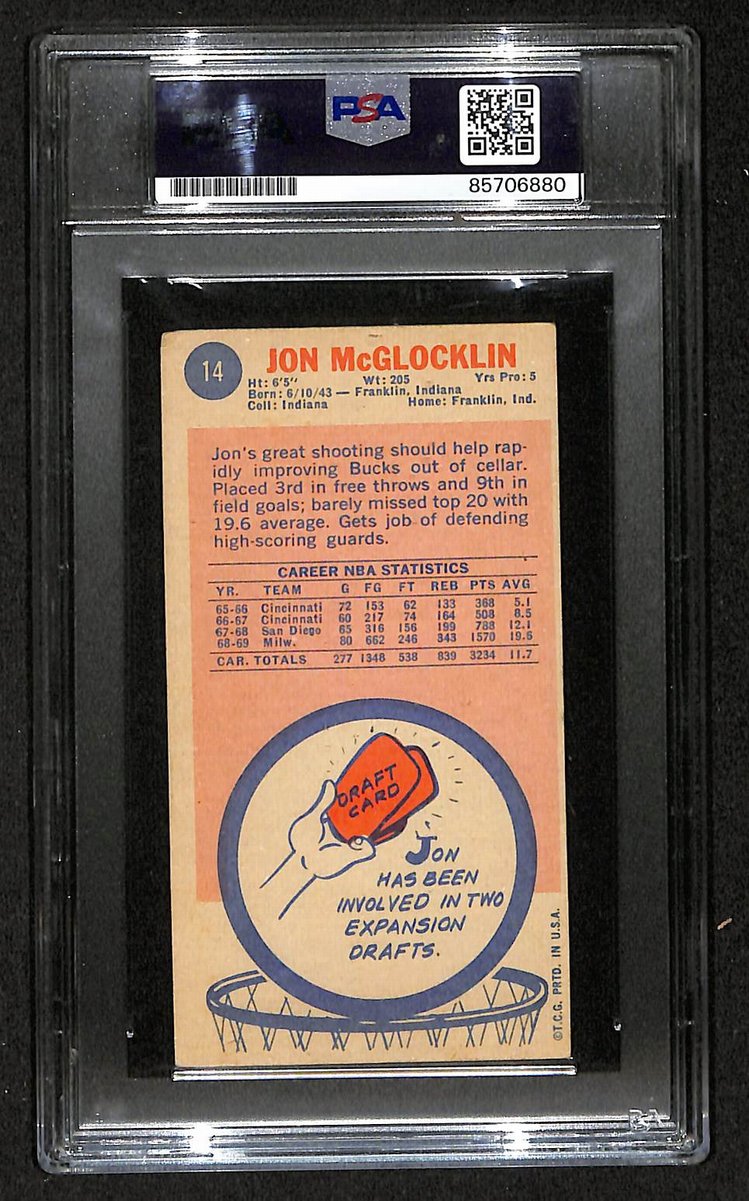 PSA
85706880
14
JON McGLOCKLIN
Ht: 6'5" Wt: 205 Yrs Pro: 5
Born: 6/10/43 — Franklin, Indiana
Coll: Indiana Home: Franklin, Ind.
Jon's great shooting should help rap-
idly improving Bucks out of cellar.
Placed 3rd in free throws and 9th in
field goals; barely missed top 20 with
19.6 average. Gets job of defending
high-scoring guards.
CAREER NBA STATISTICS
YR. TEAM G FG FT REB PTS AVG
65-66 Cincinnati 72 153 62 133 368 5.1
66-67 Cincinnati 60 217 74 164 508 8.5
67-68 San Diego 65 316 156 199 788 12.1
68-69 Milw. 80 662 246 343 1570 19.6
CAR. TOTALS 277 1348 538 839 3234 11.7
DRAFT
CARD
JON
HAS BEEN
INVOLVED IN TWO
EXPANSION
DRAFTS.
©T.C.G. PRTD. IN U.S.A.
PSA